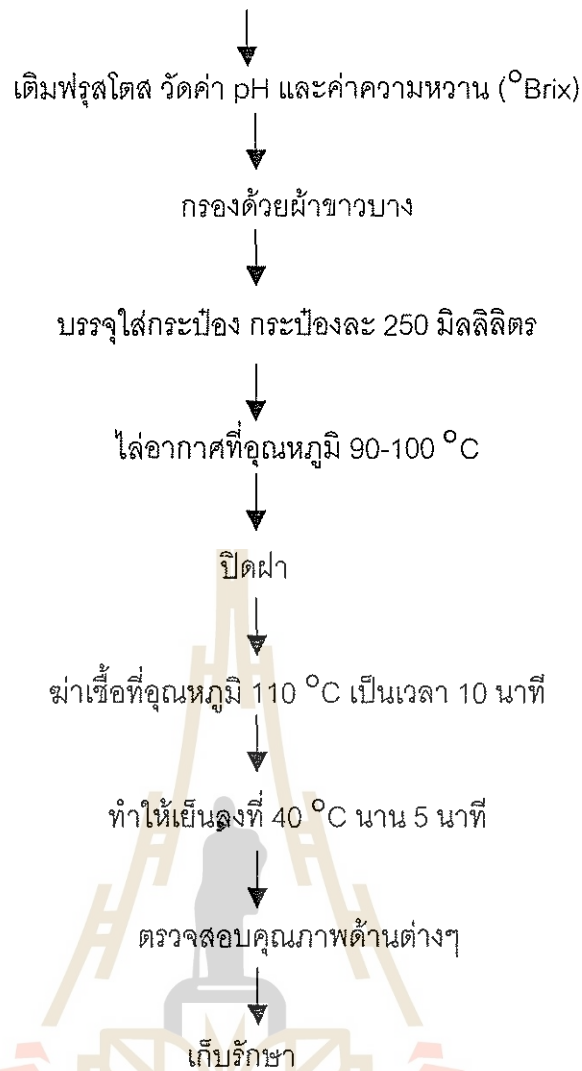 เติมฟรุสโตส วัดค่า pH และค่าความหวาน (°Brix)
กรองด้วยผ้าขาวบาง
บรรจุใส่กระป๋อง กระป๋องละ 250 มิลลิลิตร
ไล่อากาศที่อุณหภูมิ 90-100 °C
ปิดฝา
ฆ่าเชื้อที่อุณหภูมิ 110 °C เป็นเวลา 10 นาที
ทำให้เย็นลงที่ 40 °C นาน 5 นาที
ตรวจสอบคุณภาพด้านต่างๆ
เก็บรักษา